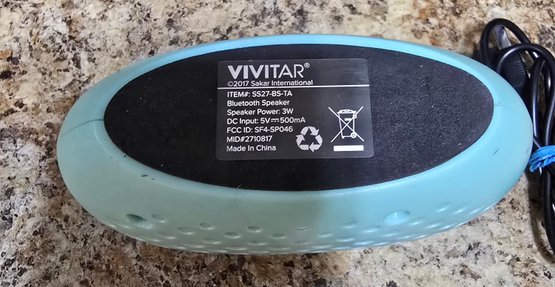 VIVITAR®
©2017 Sakar International
ITEM#: SS27-BS-TA
Bluetooth Speaker
Speaker Power: 3W
DC Input: 5V⎓500mA
FCC ID: SF4-SP046
MID#2710817
Made In China